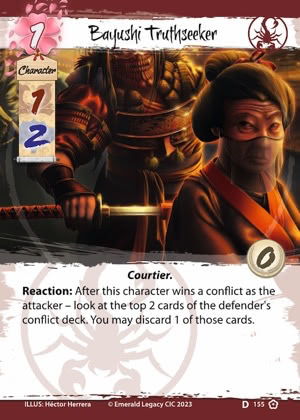 1
Bayushi Truthseeker
Character
1
2
0
Courtier.
Reaction: After this character wins a conflict as the
attacker – look at the top 2 cards of the defender's
conflict deck. You may discard 1 of those cards.
ILLUS: Héctor Herrera © Emerald Legacy CIC 2023 D 155